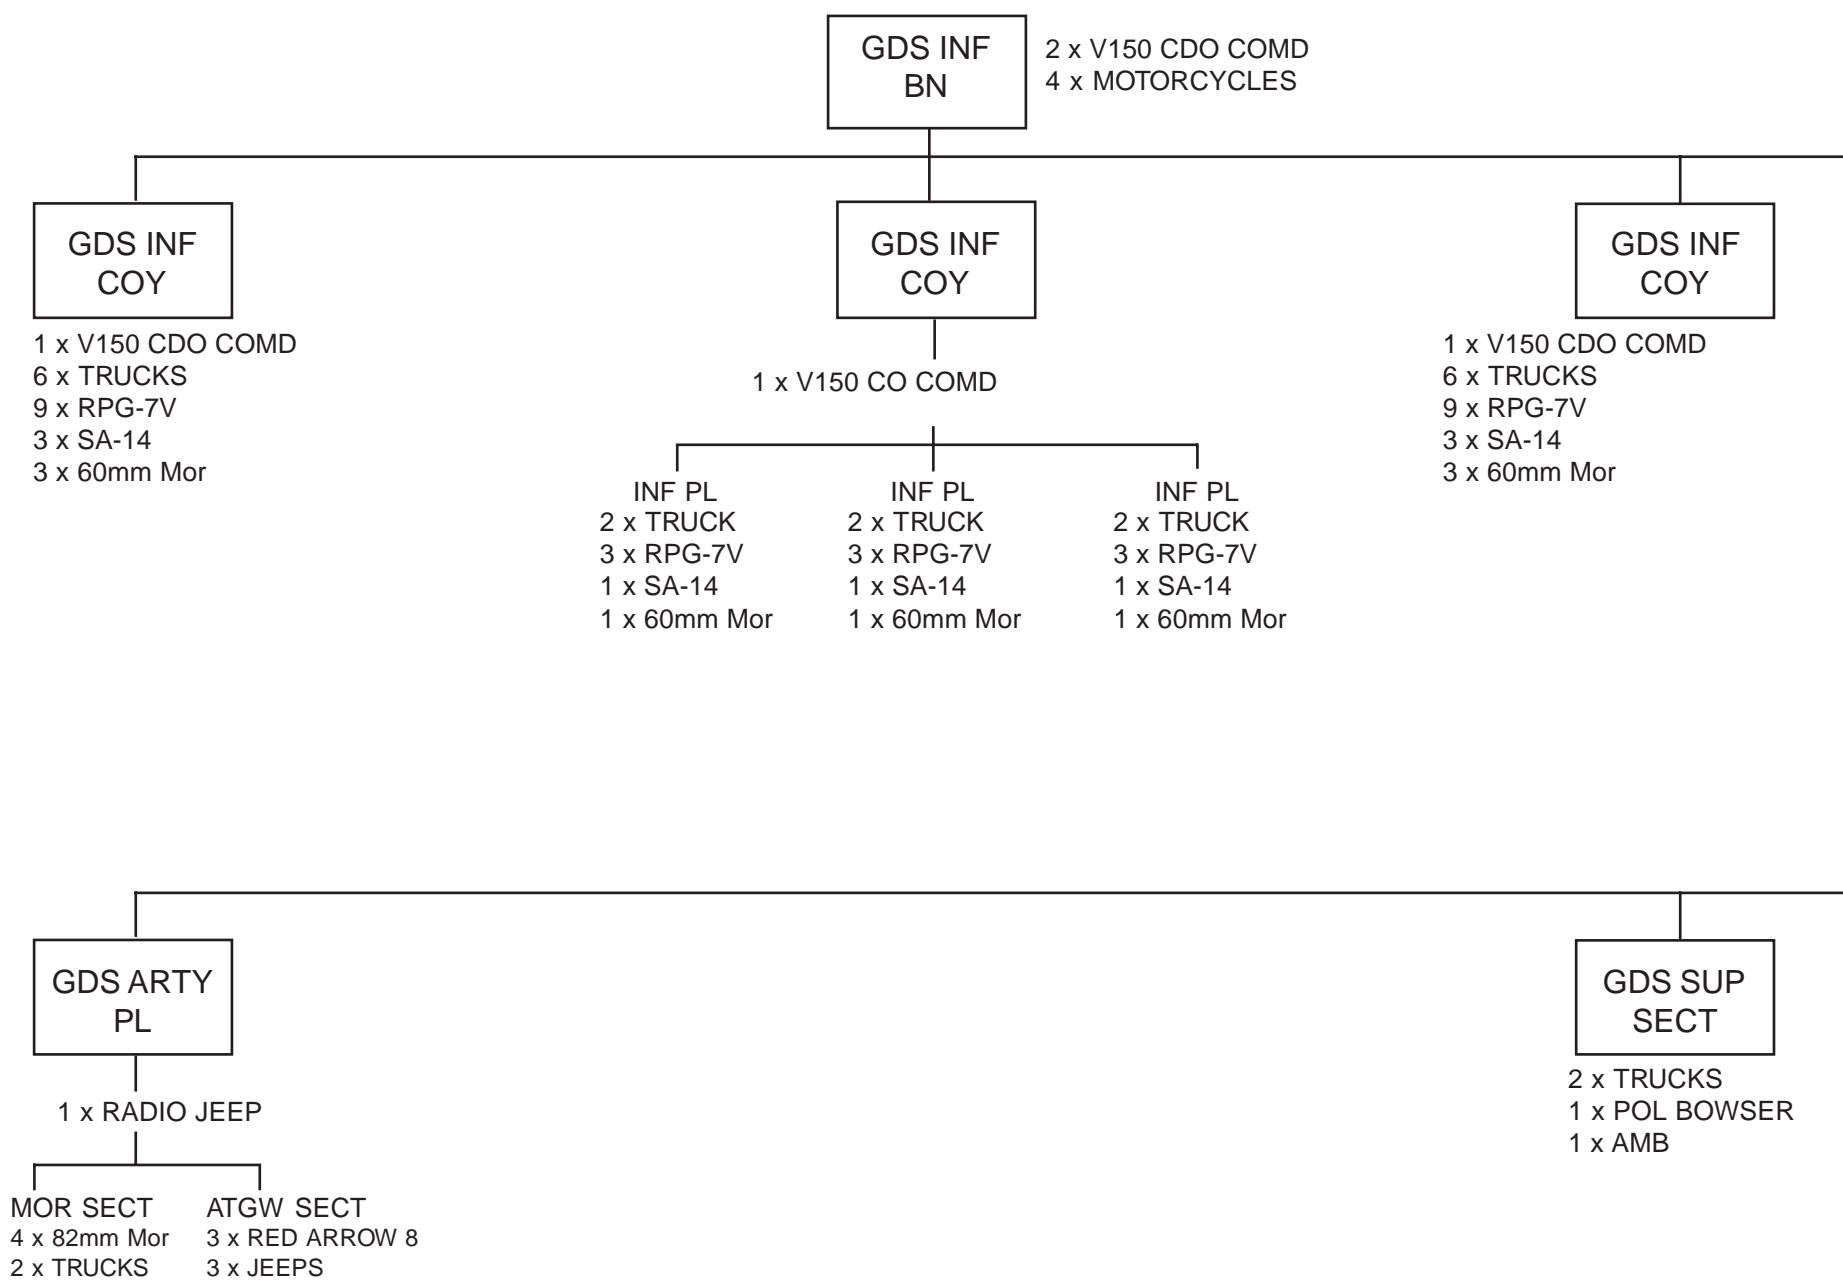 GDS INF
BN
2 x V150 CDO COMD
4 x MOTORCYCLES
GDS INF
COY
1 x V150 CDO COMD
6 x TRUCKS
9 x RPG-7V
3 x SA-14
3 x 60mm Mor
GDS INF
COY
1 x V150 CO COMD
INF PL
2 x TRUCK
3 x RPG-7V
1 x SA-14
1 x 60mm Mor
INF PL
2 x TRUCK
3 x RPG-7V
1 x SA-14
1 x 60mm Mor
INF PL
2 x TRUCK
3 x RPG-7V
1 x SA-14
1 x 60mm Mor
GDS INF
COY
1 x V150 CDO COMD
6 x TRUCKS
9 x RPG-7V
3 x SA-14
3 x 60mm Mor
GDS ARTY
PL
1 x RADIO JEEP
MOR SECT
4 x 82mm Mor
2 x TRUCKS
ATGW SECT
3 x RED ARROW 8
3 x JEEPS
GDS SUP
SECT
2 x TRUCKS
1 x POL BOWSER
1 x AMB